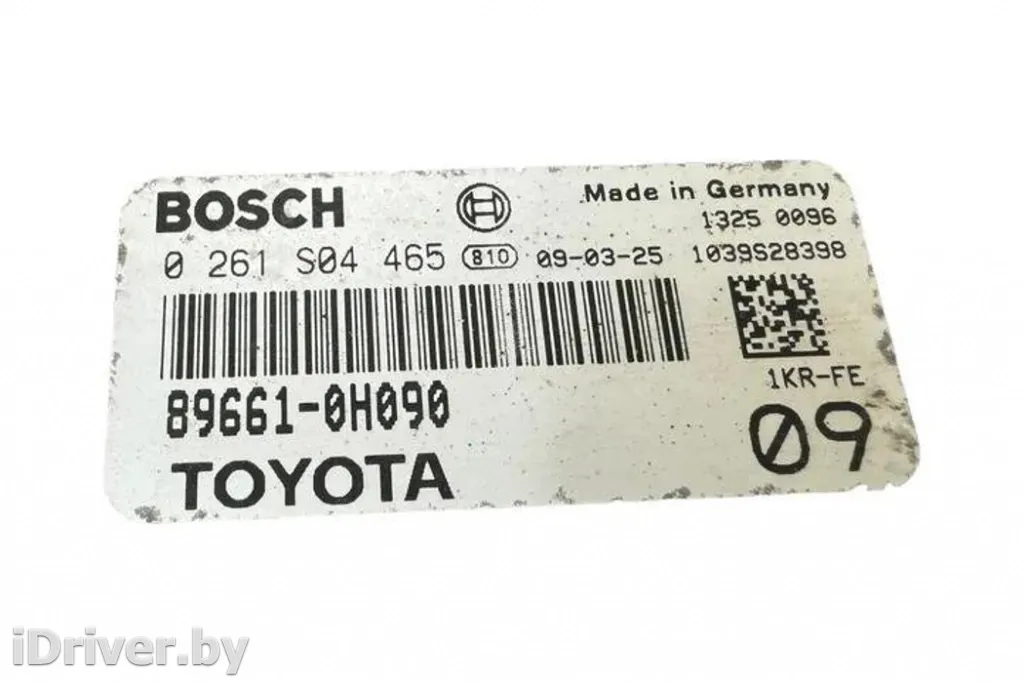 BOSCH
Made in Germany
1325 0096
0 261 S04 465 810 09-03-25 1039S28398
1KR-FE
89661-0H090
09
TOYOTA
iDriver.by